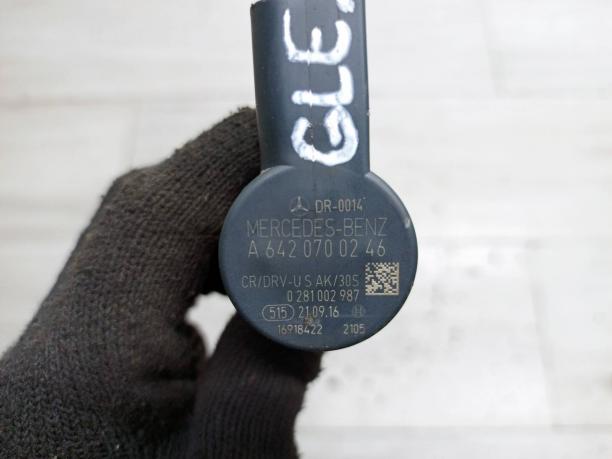 GLE
DR-0014
MERCEDES-BENZ
A 642 070 02 46
CR/DRV-U S AK/30S
0 281 002 987
515 21.09.16
16918422 2105